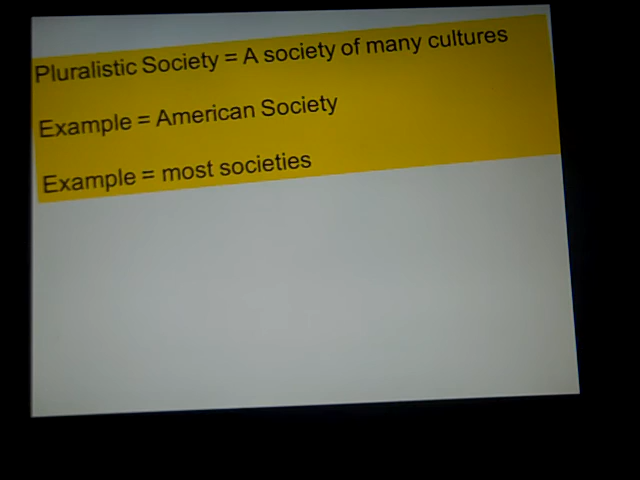 Pluralistic Society = A society of many cultures
Example = American Society
Example = most societies